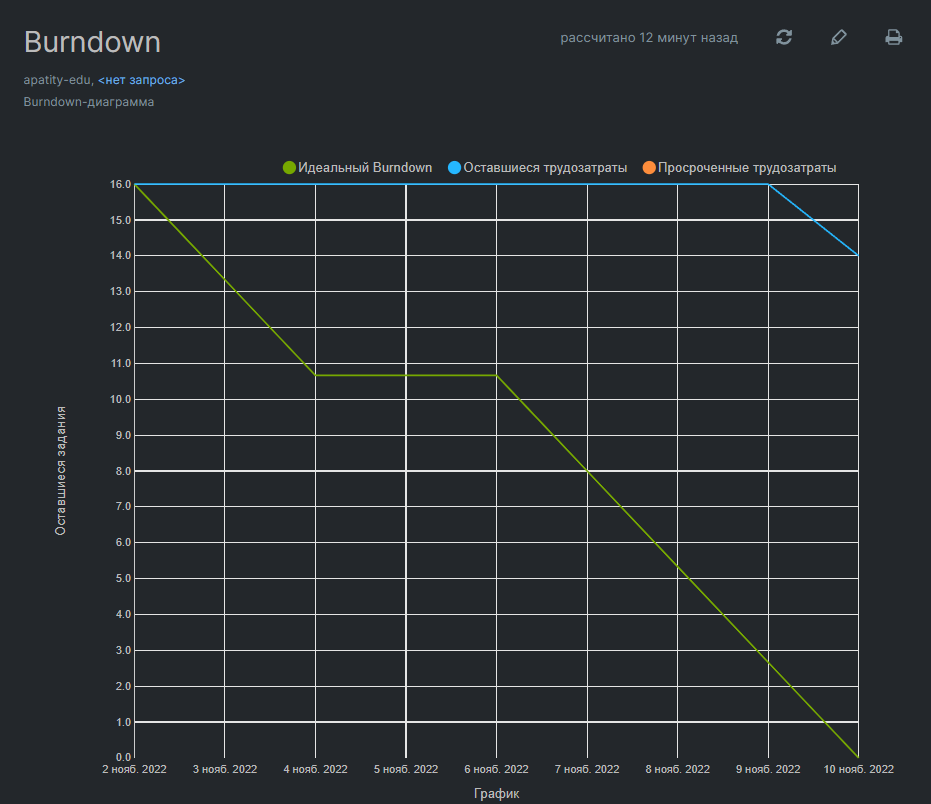 Burndown
рассчитано 12 минут назад
apatity-edu, <нет запроса>
Burndown-диаграмма
Идеальный Burndown
Оставшиеся трудозатраты
Просроченные трудозатраты
16.0
15.0
14.0
13.0
12.0
11.0
10.0
9.0
8.0
7.0
6.0
5.0
4.0
3.0
2.0
1.0
0.0
Оставшиеся задания
2 нояб. 2022
3 нояб. 2022
4 нояб. 2022
5 нояб. 2022
6 нояб. 2022
7 нояб. 2022
8 нояб. 2022
9 нояб. 2022
10 нояб. 2022
График